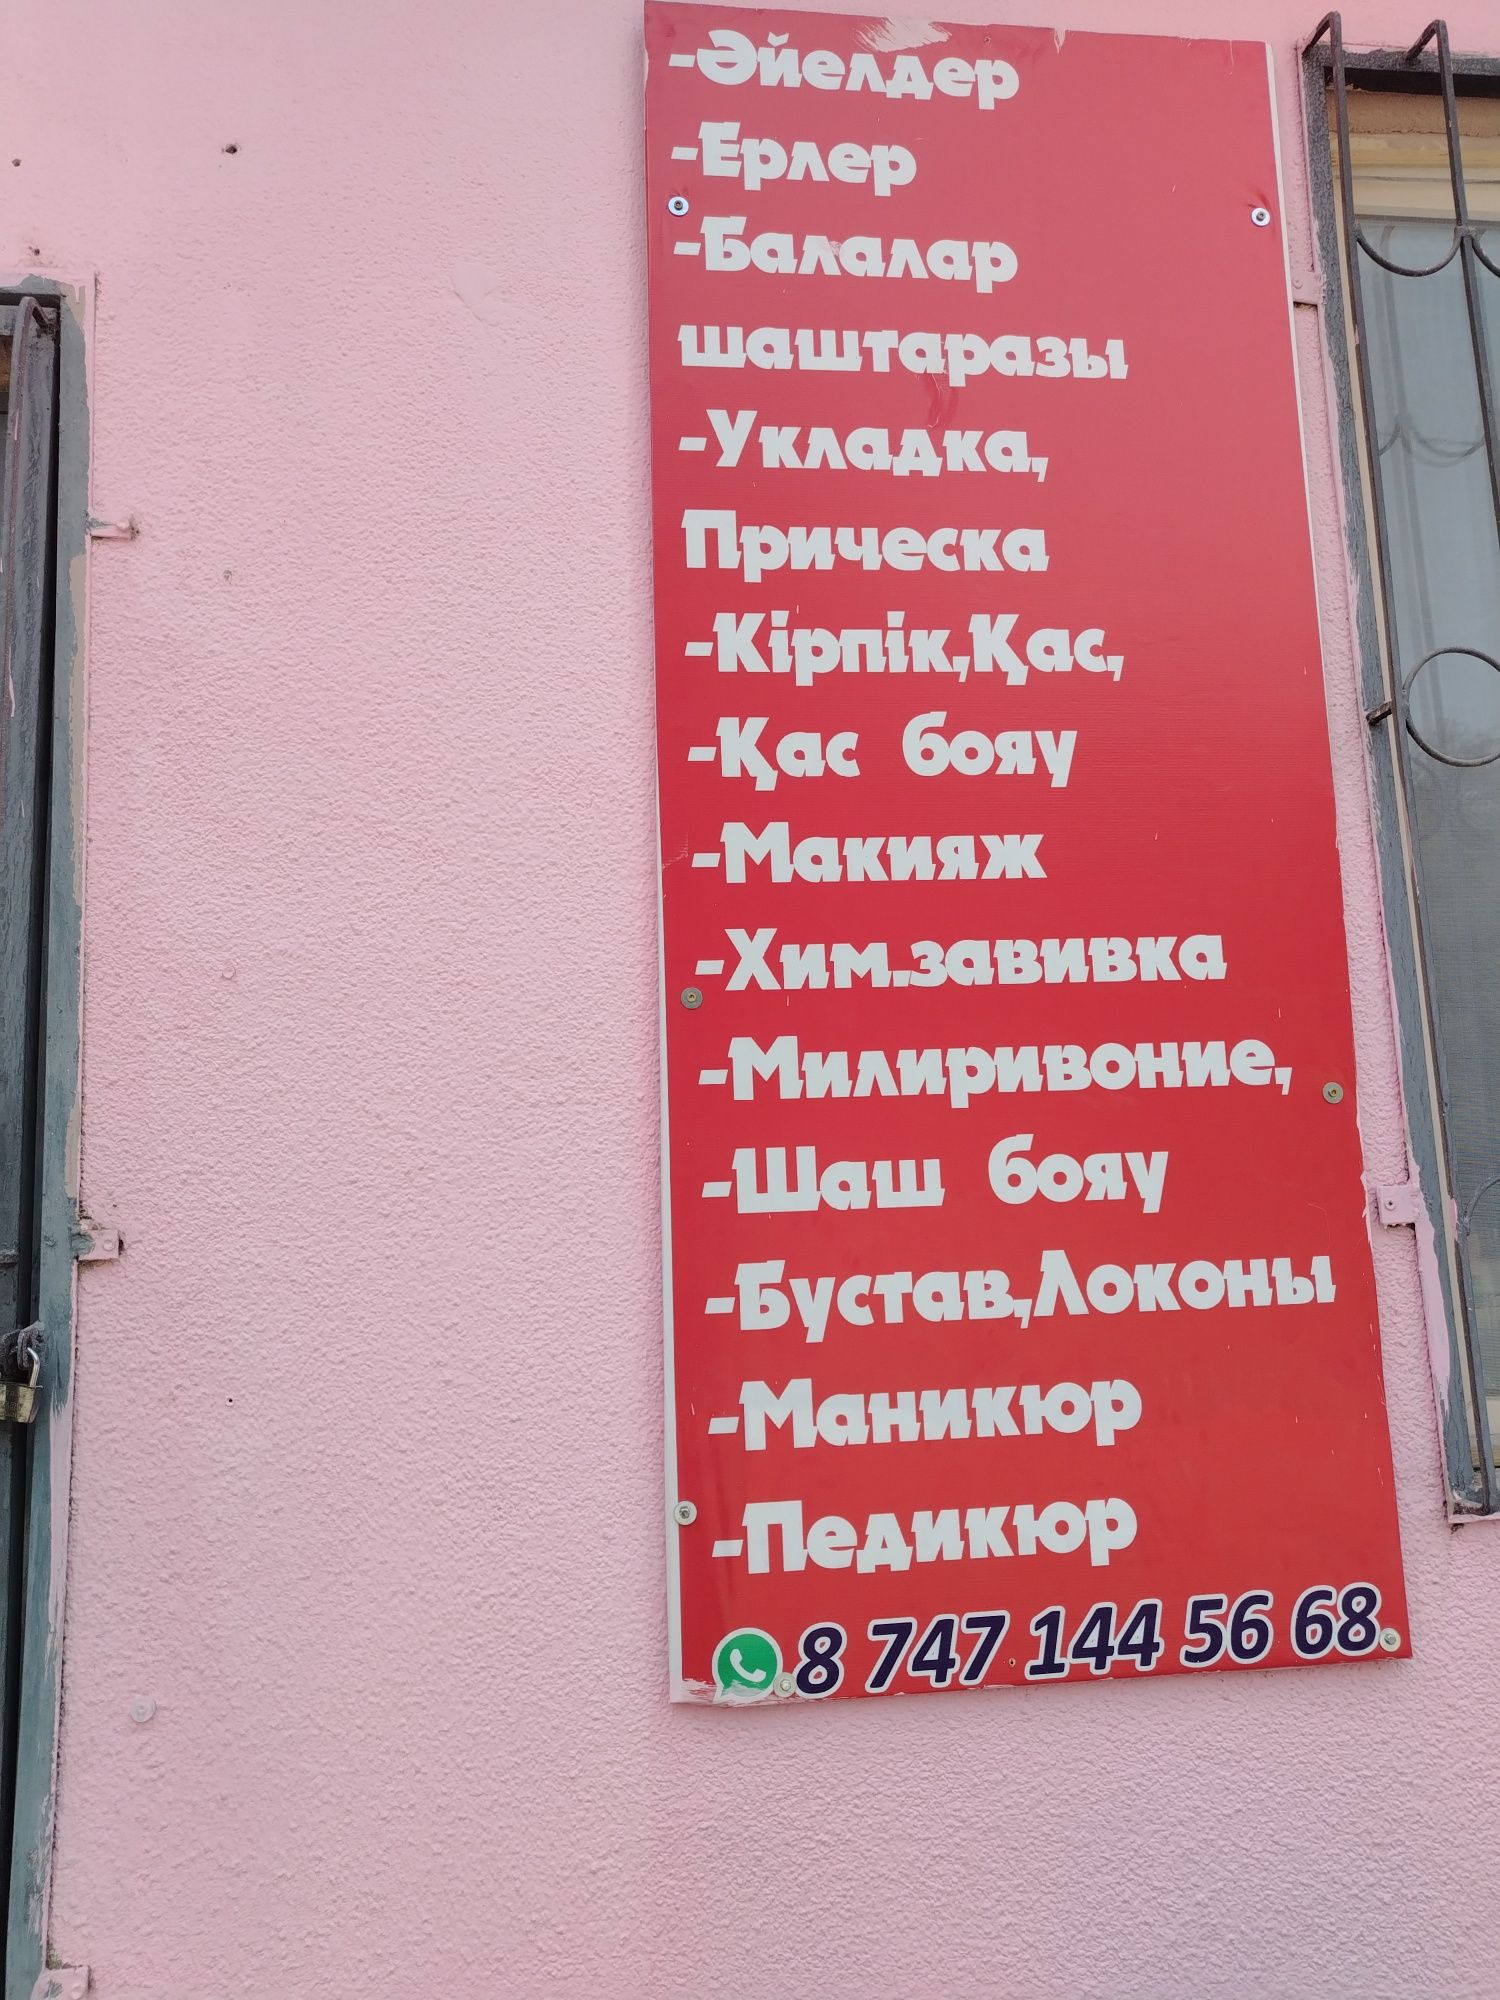 -Әйелдер
-Ерлер
-Балалар
шаштаразы
-Укладка,
Прическа
-Кірпік,Қас,
-Қас бояу
-Макияж
-Хим.завивка
-Милиривоние,
-Шаш бояу
-Бустав,Локоны
-Маникюр
-Педикюр
8 747 144 56 68